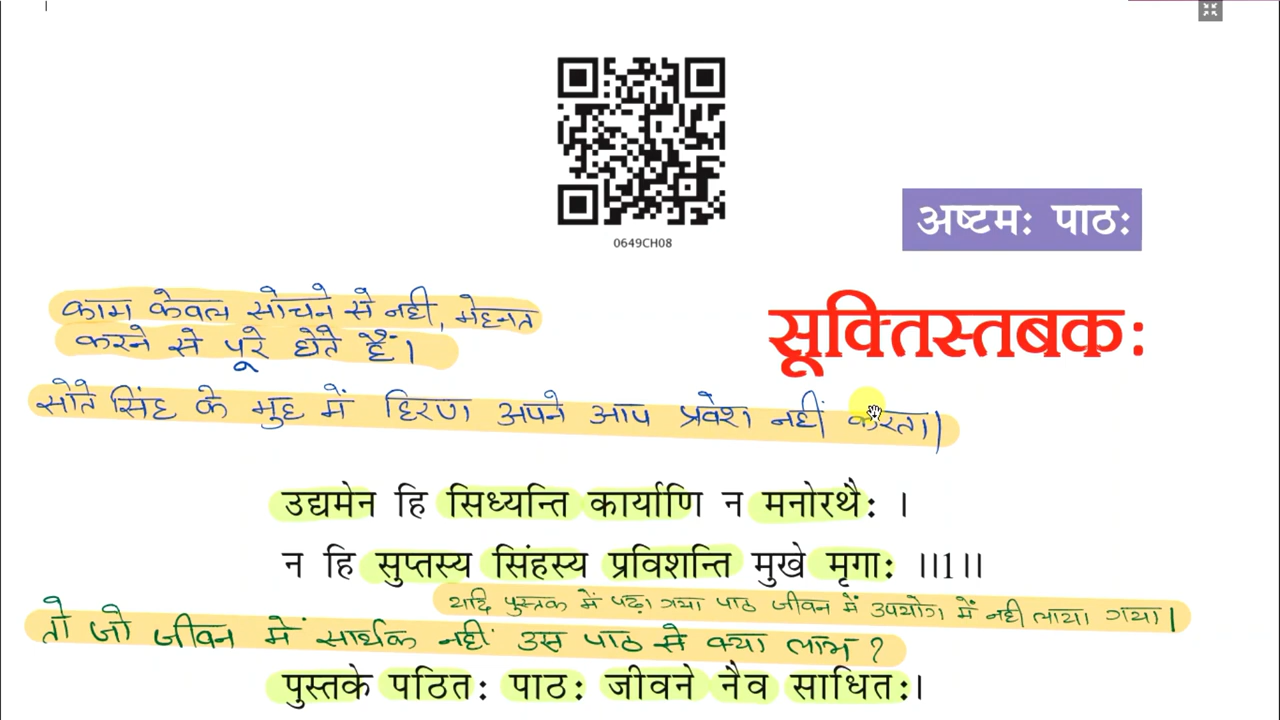 0649CH08
अष्टमः पाठः
सूक्तिस्तबकः
काम केवल सोचने से नही, मेहनत
करने से पूरे होते हैं।
सोते सिंह के मुह में हिरण अपने आप प्रवेश नहीं करता।
उद्यमेन हि सिध्यन्ति कार्याणि न मनोरथैः ।
न हि सुप्तस्य सिंहस्य प्रविशन्ति मुखे मृगाः ॥1॥
यदि पुस्तक में पढ़ा गया पाठ जीवन में उपयोग में नही लाया गया।
तो जो जीवन में सार्थक नहीं उस पाठ से क्या लाभ ?
पुस्तके पठितः पाठः जीवने नैव साधितः।